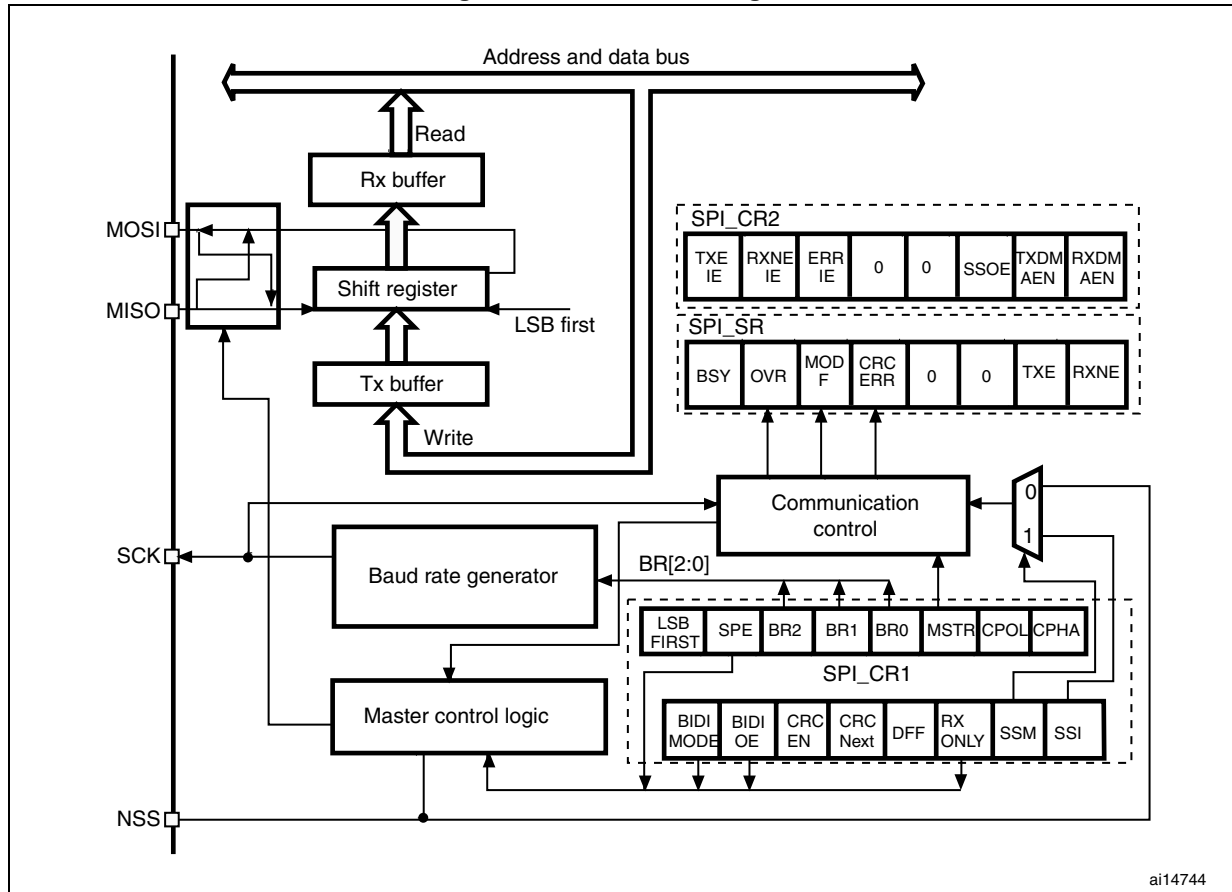 Address and data bus
Read
Rx buffer
MOSI
SPI_CR2
TXE
IE
RXNE
IE
ERR
IE
0
0
SSOE
TXDM
AEN
RXDM
AEN
Shift register
MISO
LSB first
SPI_SR
BSY
OVR
MOD
F
CRC
ERR
0
0
TXE
RXNE
Tx buffer
Write
Communication
control
0
1
SCK
Baud rate generator
BR[2:0]
LSB
FIRST
SPE
BR2
BR1
BR0
MSTR
CPOL
CPHA
SPI_CR1
Master control logic
BIDI
MODE
BIDI
OE
CRC
EN
CRC
Next
DFF
RX
ONLY
SSM
SSI
NSS
ai14744